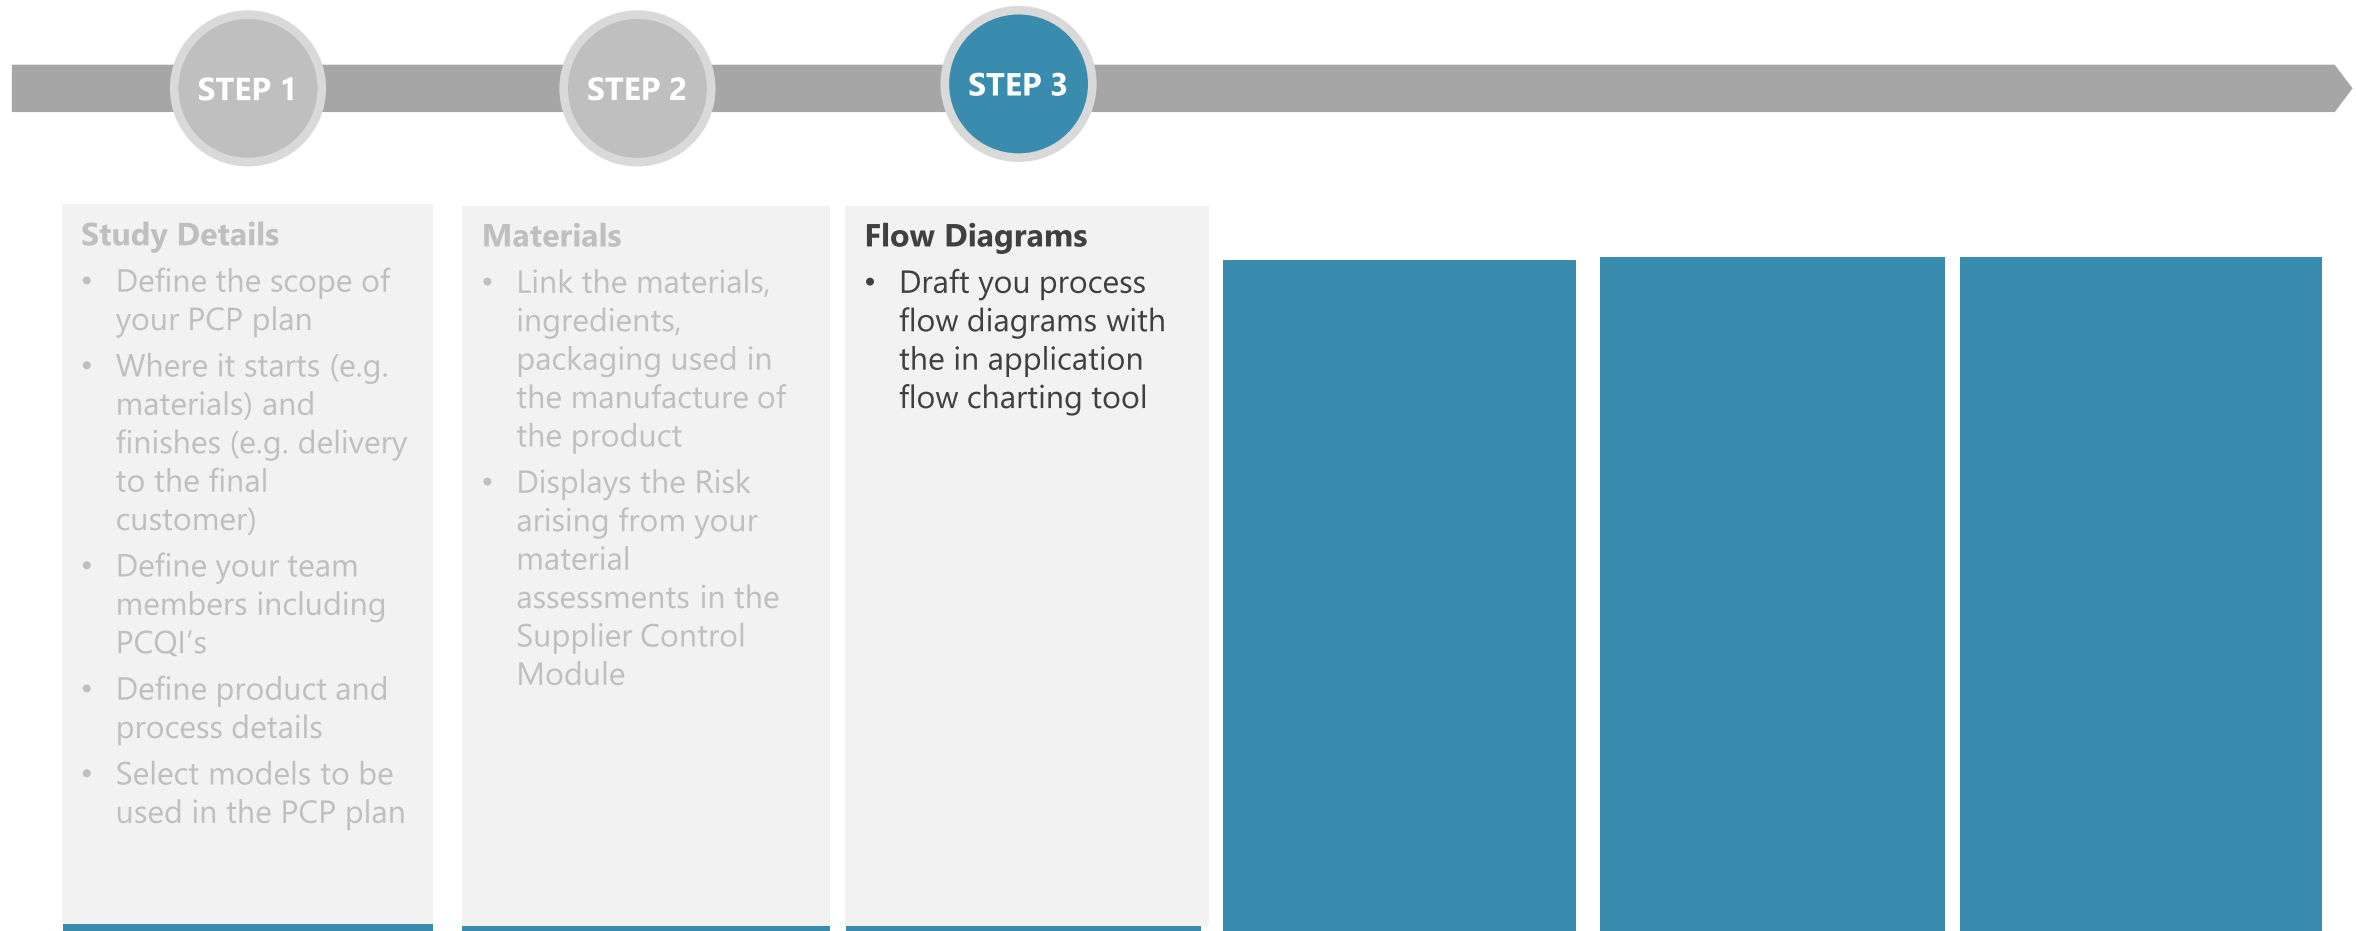 STEP 1
STEP 2
STEP 3
Study Details
• Define the scope of
your PCP plan
• Where it starts (e.g.
materials) and
finishes (e.g. delivery
to the final
customer)
• Define your team
members including
PCQI’s
• Define product and
process details
• Select models to be
used in the PCP plan
Materials
• Link the materials,
ingredients,
packaging used in
the manufacture of
the product
• Displays the Risk
arising from your
material
assessments in the
Supplier Control
Module
Flow Diagrams
• Draft you process
flow diagrams with
the in application
flow charting tool